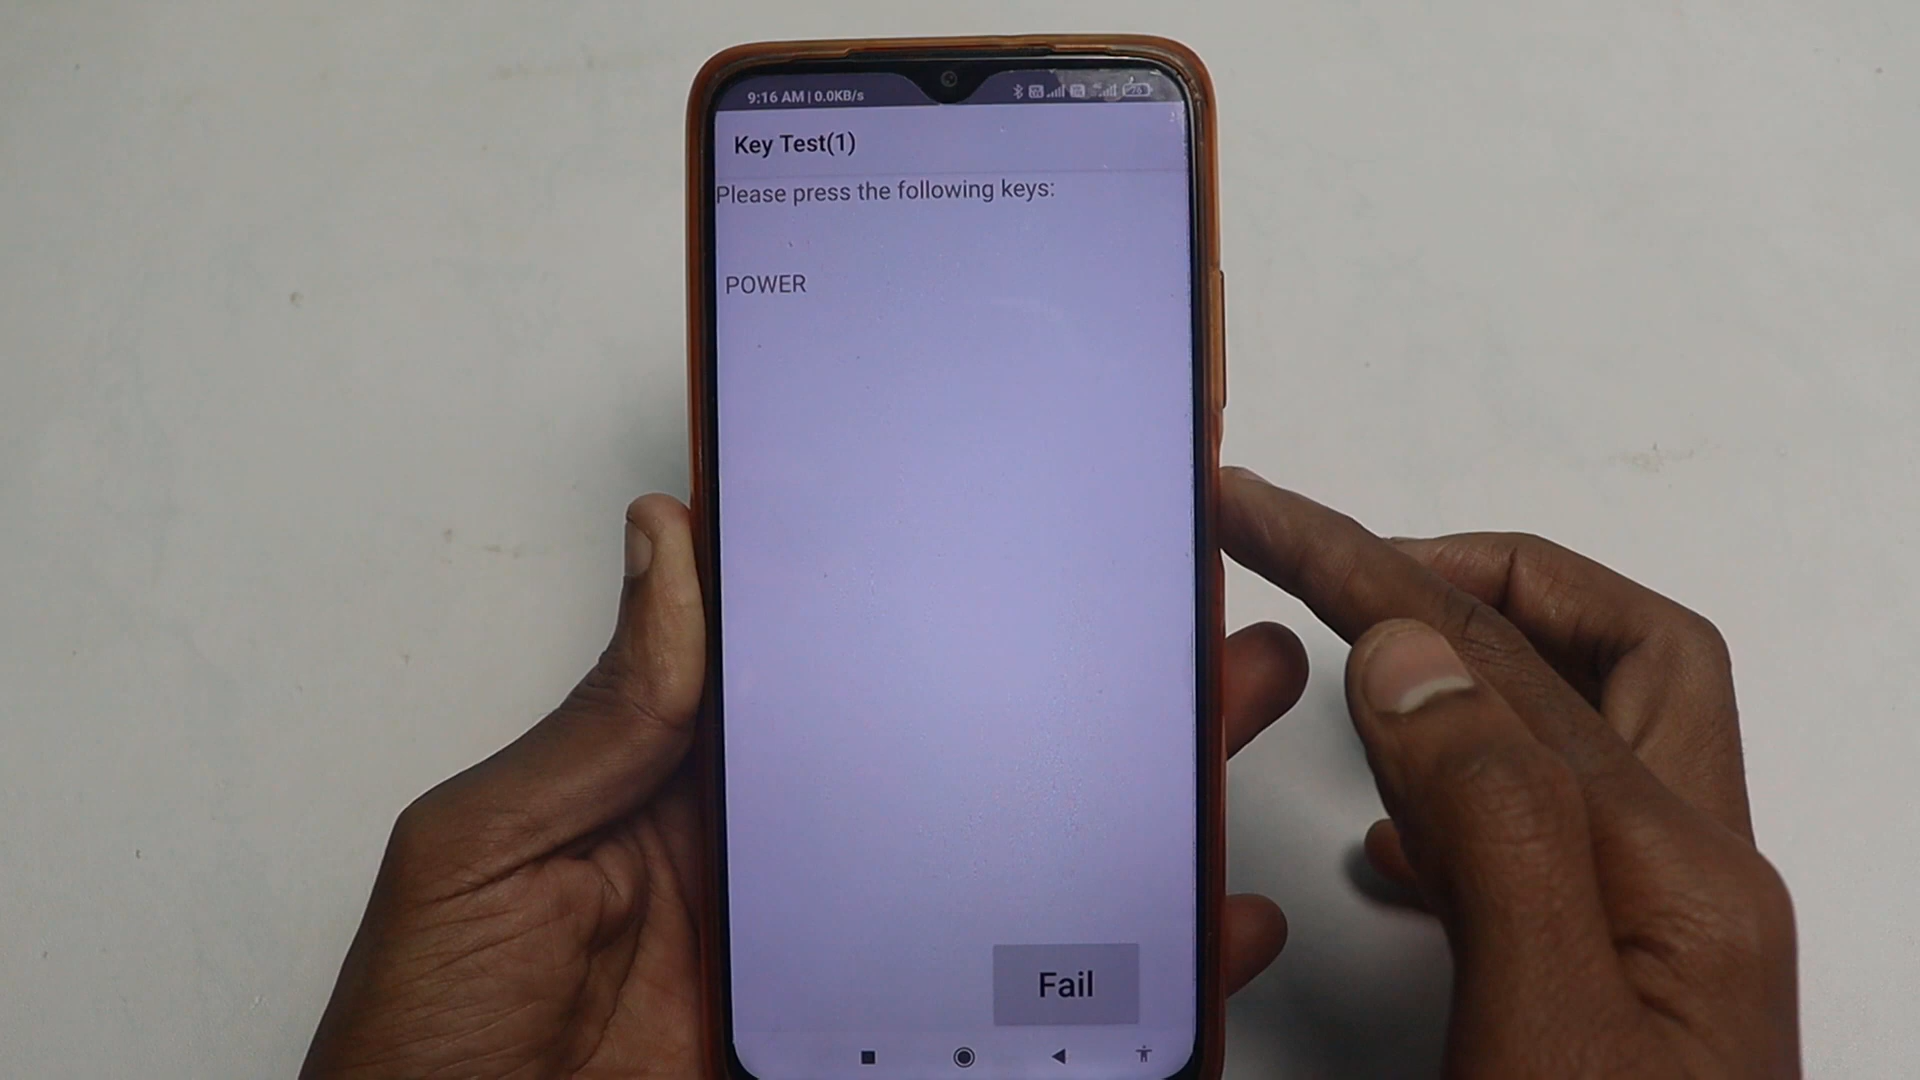 9:16 AM | 0.0KB/s
Key Test(1)
Please press the following keys:
POWER
Fail